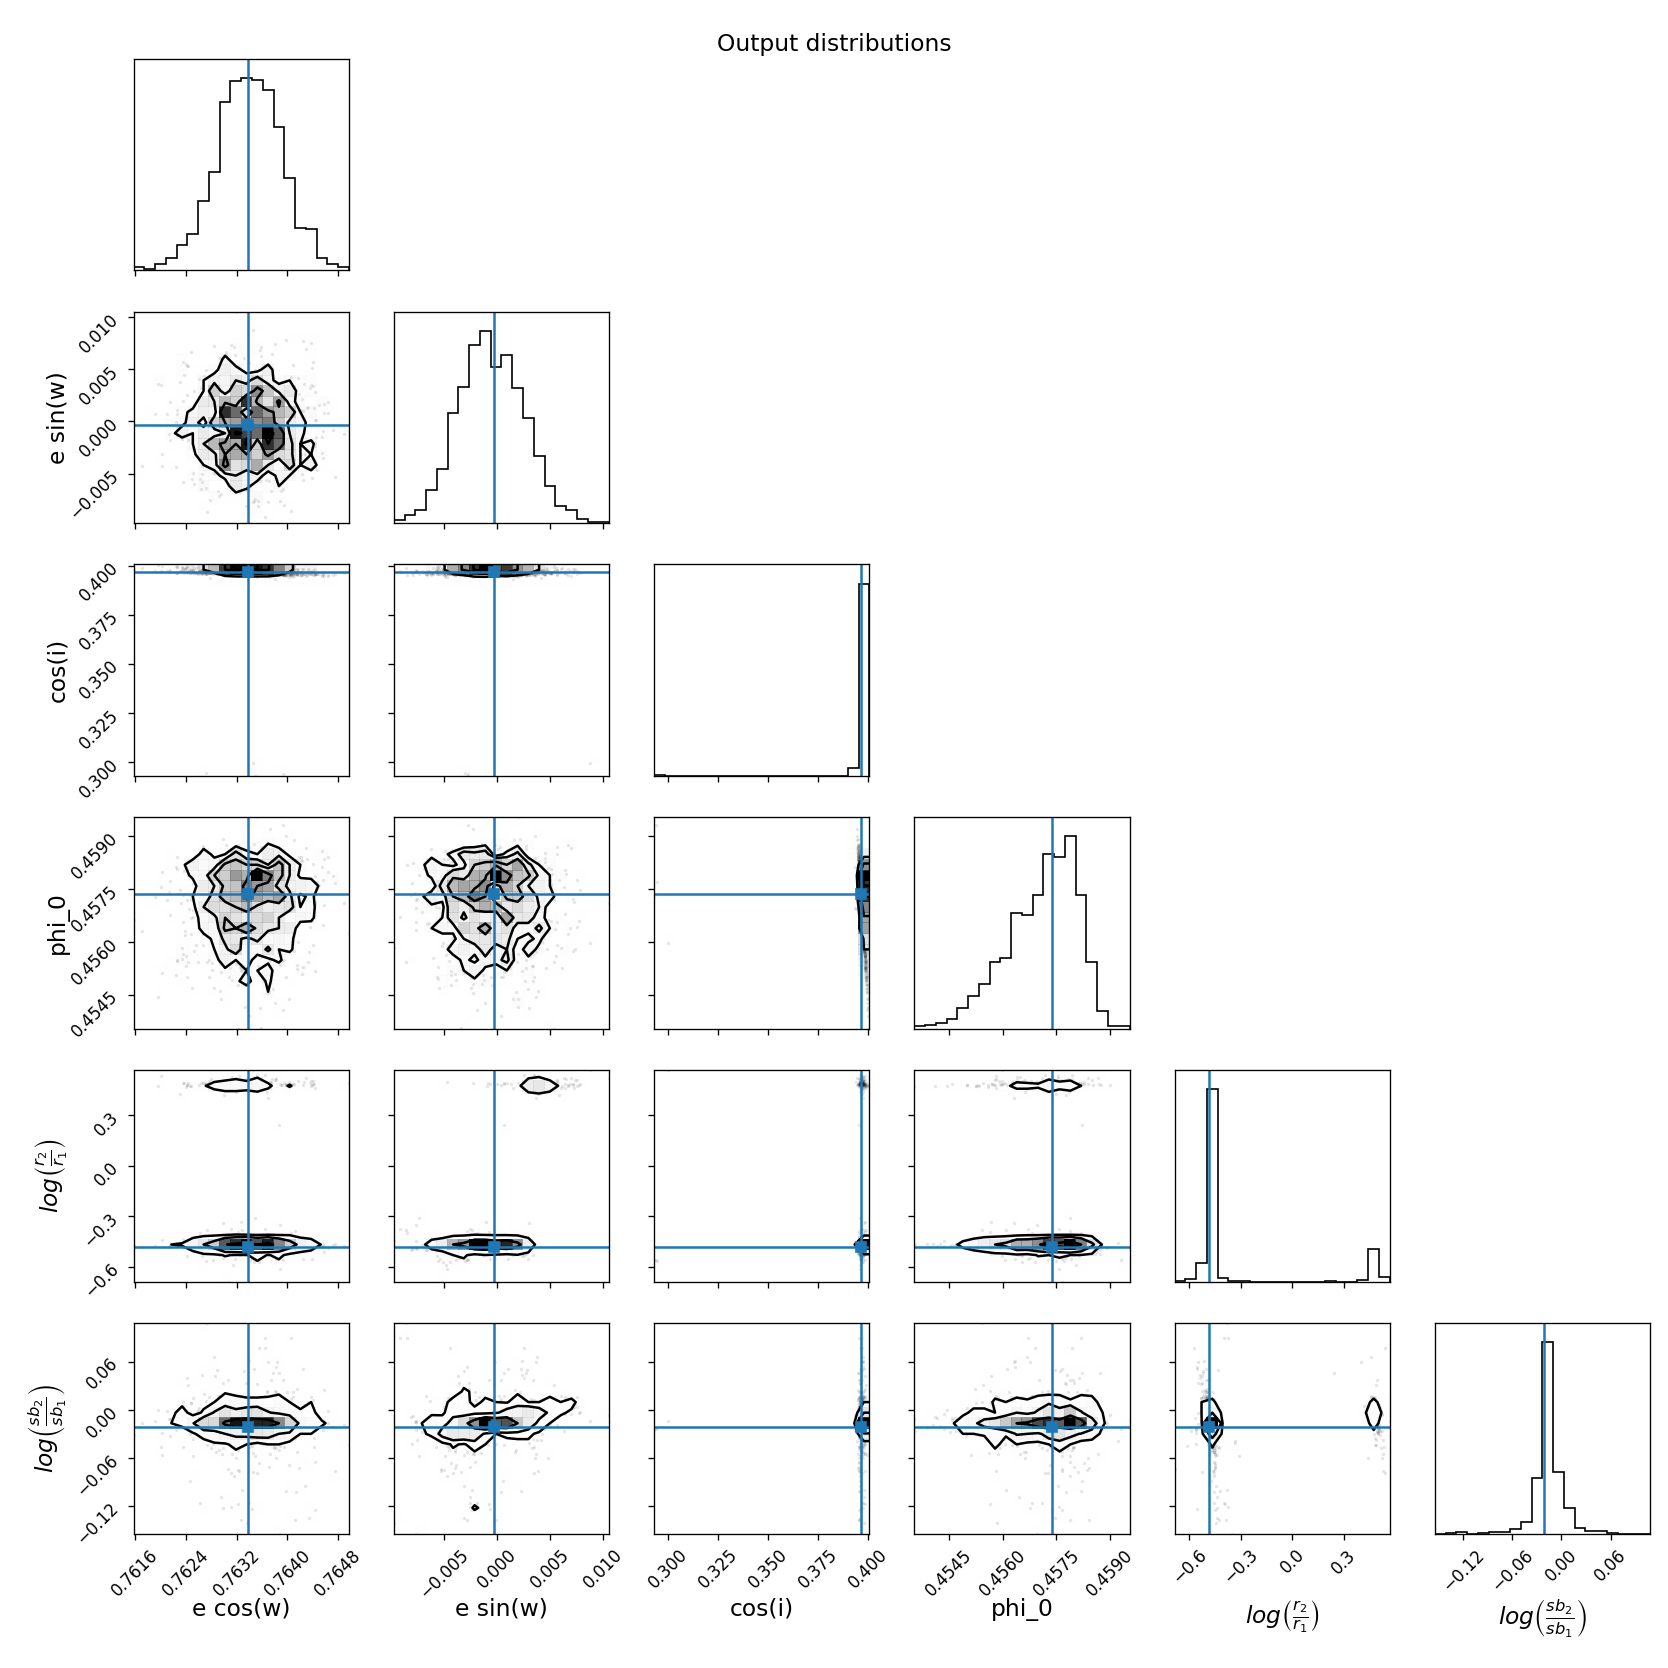 Output distributions
e sin(w)
0.010
0.005
0.000
−0.005
cos(i)
0.400
0.375
0.350
0.325
0.300
phi_0
0.4590
0.4575
0.4560
0.4545
log(r₂/r₁)
0.3
0.0
−0.3
−0.6
log(sb₂/sb₁)
0.06
0.00
−0.06
−0.12
0.7616 0.7624 0.7632 0.7640 0.7648
−0.005 0.000 0.005 0.010
0.300 0.325 0.350 0.375 0.400
0.4545 0.4560 0.4575 0.4590
−0.6 −0.3 0.0 0.3
−0.12 −0.06 0.00 0.06
e cos(w) e sin(w) cos(i) phi_0 log(r₂/r₁) log(sb₂/sb₁)